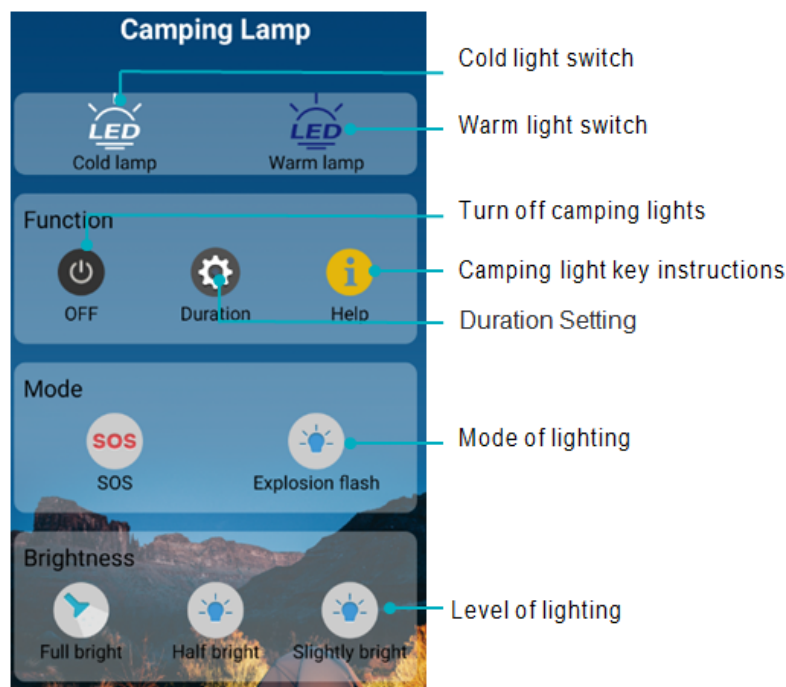 Camping Lamp
Cold light switch
LED
LED
Warm light switch
Cold lamp
Warm lamp
Function
Turn off camping lights
Camping light key instructions
OFF
Duration
Help
Duration Setting
Mode
SOS
Mode of lighting
SOS
Explosion flash
Brightness
Level of lighting
Full bright
Half bright
Slightly bright